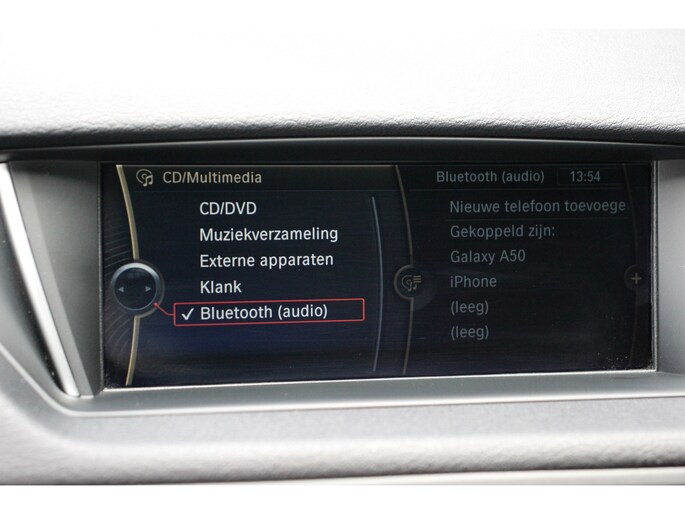 CD/Multimedia
CD/DVD
Muziekverzameling
Externe apparaten
Klank
✓ Bluetooth (audio)
Bluetooth (audio) 13:54
Nieuwe telefoon toevoege
Gekoppeld zijn:
Galaxy A50
iPhone
(leeg)
(leeg)